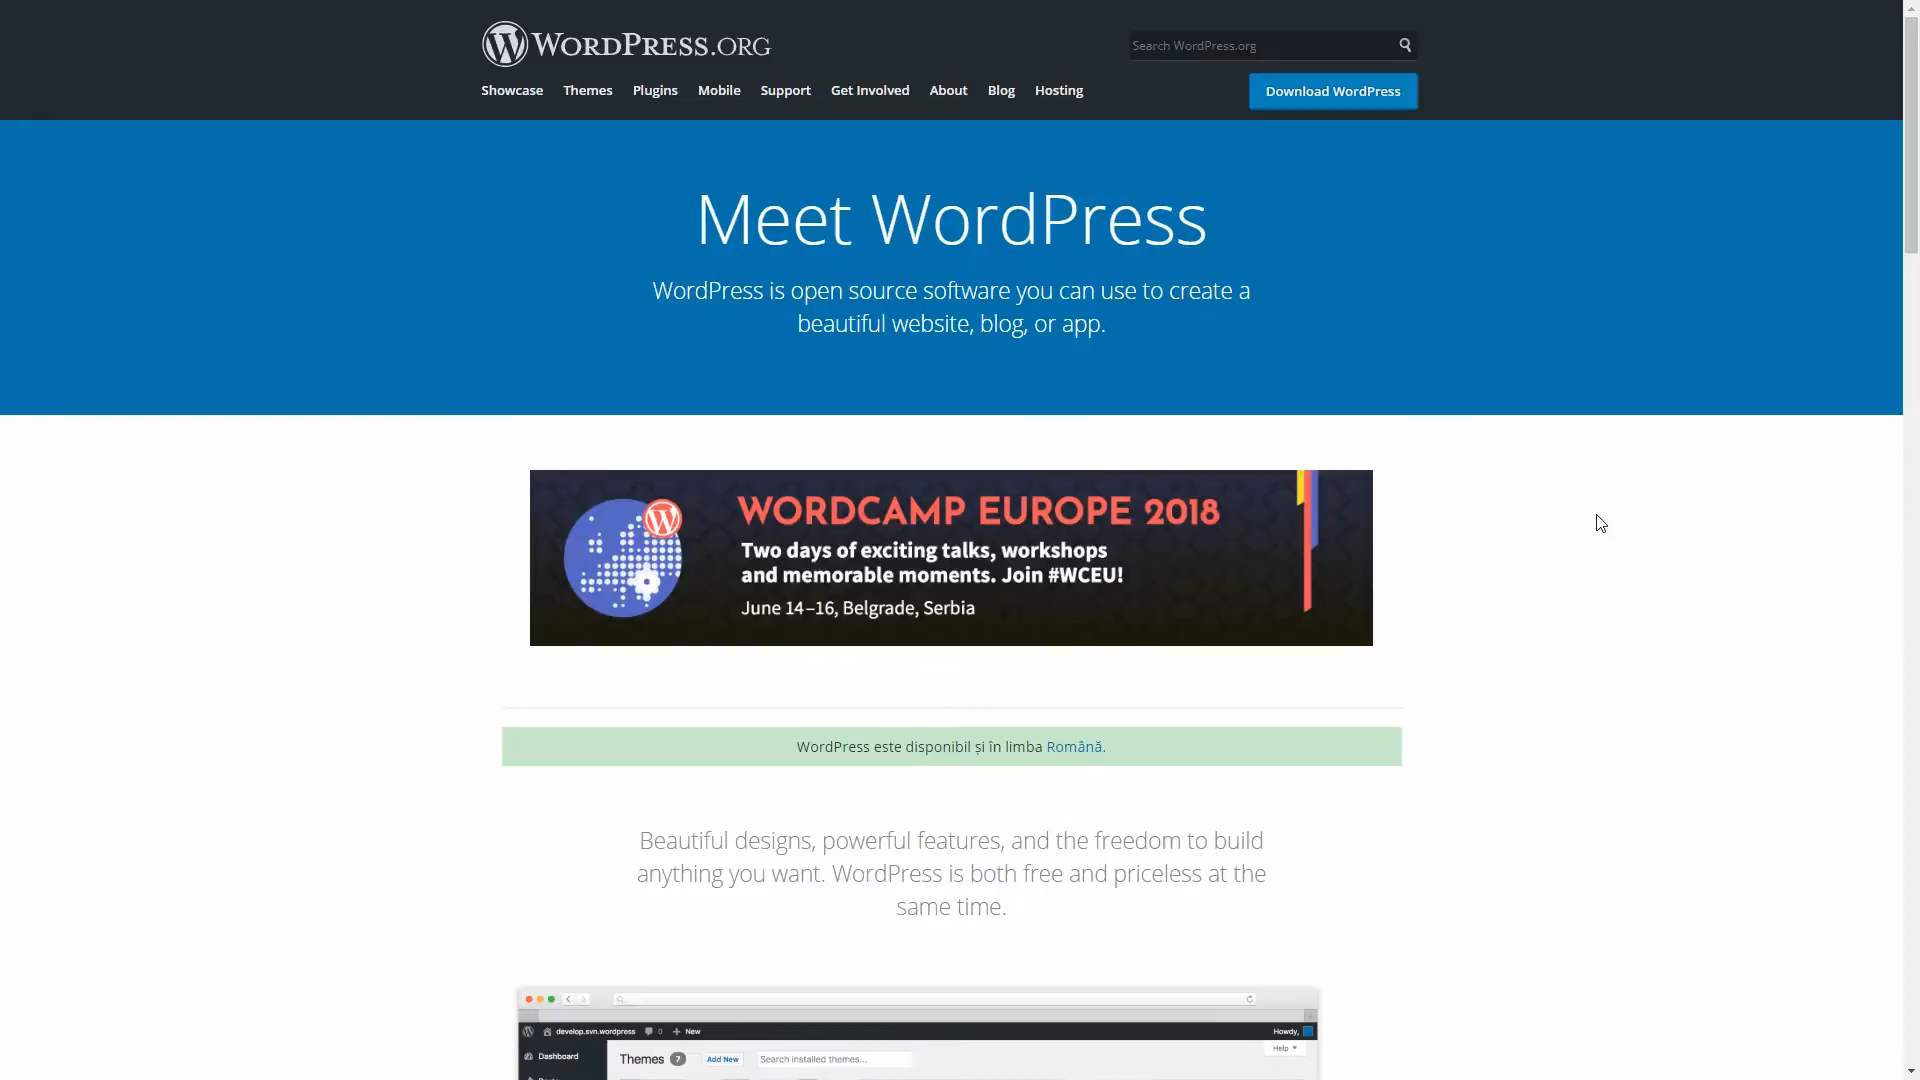 WORDPRESS.ORG
Search WordPress.org
Showcase Themes Plugins Mobile Support Get Involved About Blog Hosting
Download WordPress
Meet WordPress
WordPress is open source software you can use to create a
beautiful website, blog, or app.
WORDCAMP EUROPE 2018
Two days of exciting talks, workshops
and memorable moments. Join #WCEU!
June 14–16, Belgrade, Serbia
WordPress este disponibil și în limba Română.
Beautiful designs, powerful features, and the freedom to build
anything you want. WordPress is both free and priceless at the
same time.
develop.svn.wordpress 0 + New Howdy,
Dashboard
Themes 7 Add New Search installed themes...
Help